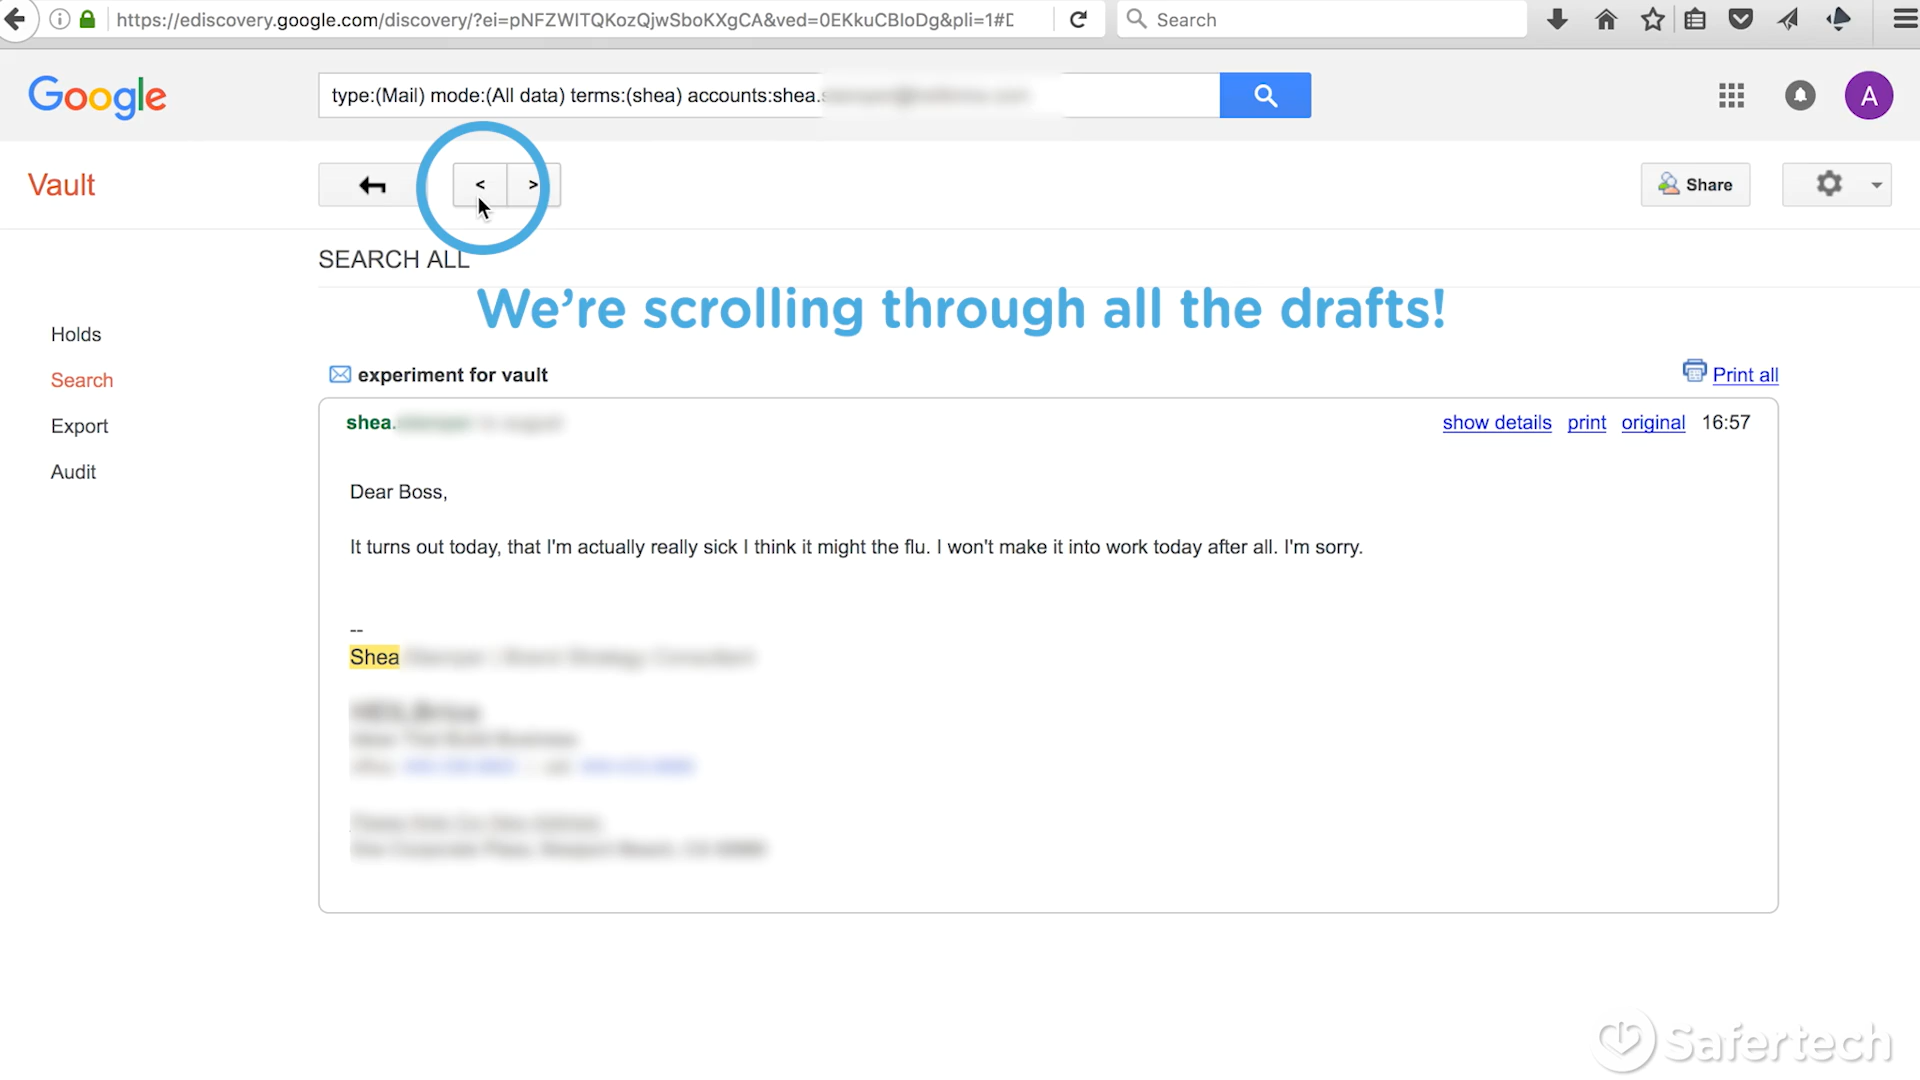 https://ediscovery.google.com/discovery/?ei=pNFZWITQKozQjwSboKXgCA&ved=0EKkuCBIoDg&pli=1#D
Search
Google
type:(Mail) mode:(All data) terms:(shea) accounts:shea.
A
Vault
<
>
Share
SEARCH ALL
We're scrolling through all the drafts!
Holds
Search
Export
Audit
experiment for vault
Print all
shea.
show details print original 16:57
Dear Boss,
It turns out today, that I'm actually really sick I think it might the flu. I won't make it into work today after all. I'm sorry.
--
Shea
Safertech